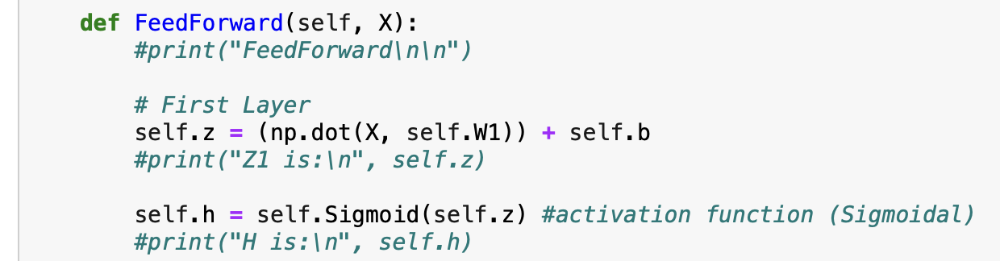 def FeedForward(self, X):
#print("FeedForward\n\n")
# First Layer
self.z = (np.dot(X, self.W1)) + self.b
#print("Z1 is:\n", self.z)
self.h = self.Sigmoid(self.z) #activation function (Sigmoidal)
#print("H is:\n", self.h)